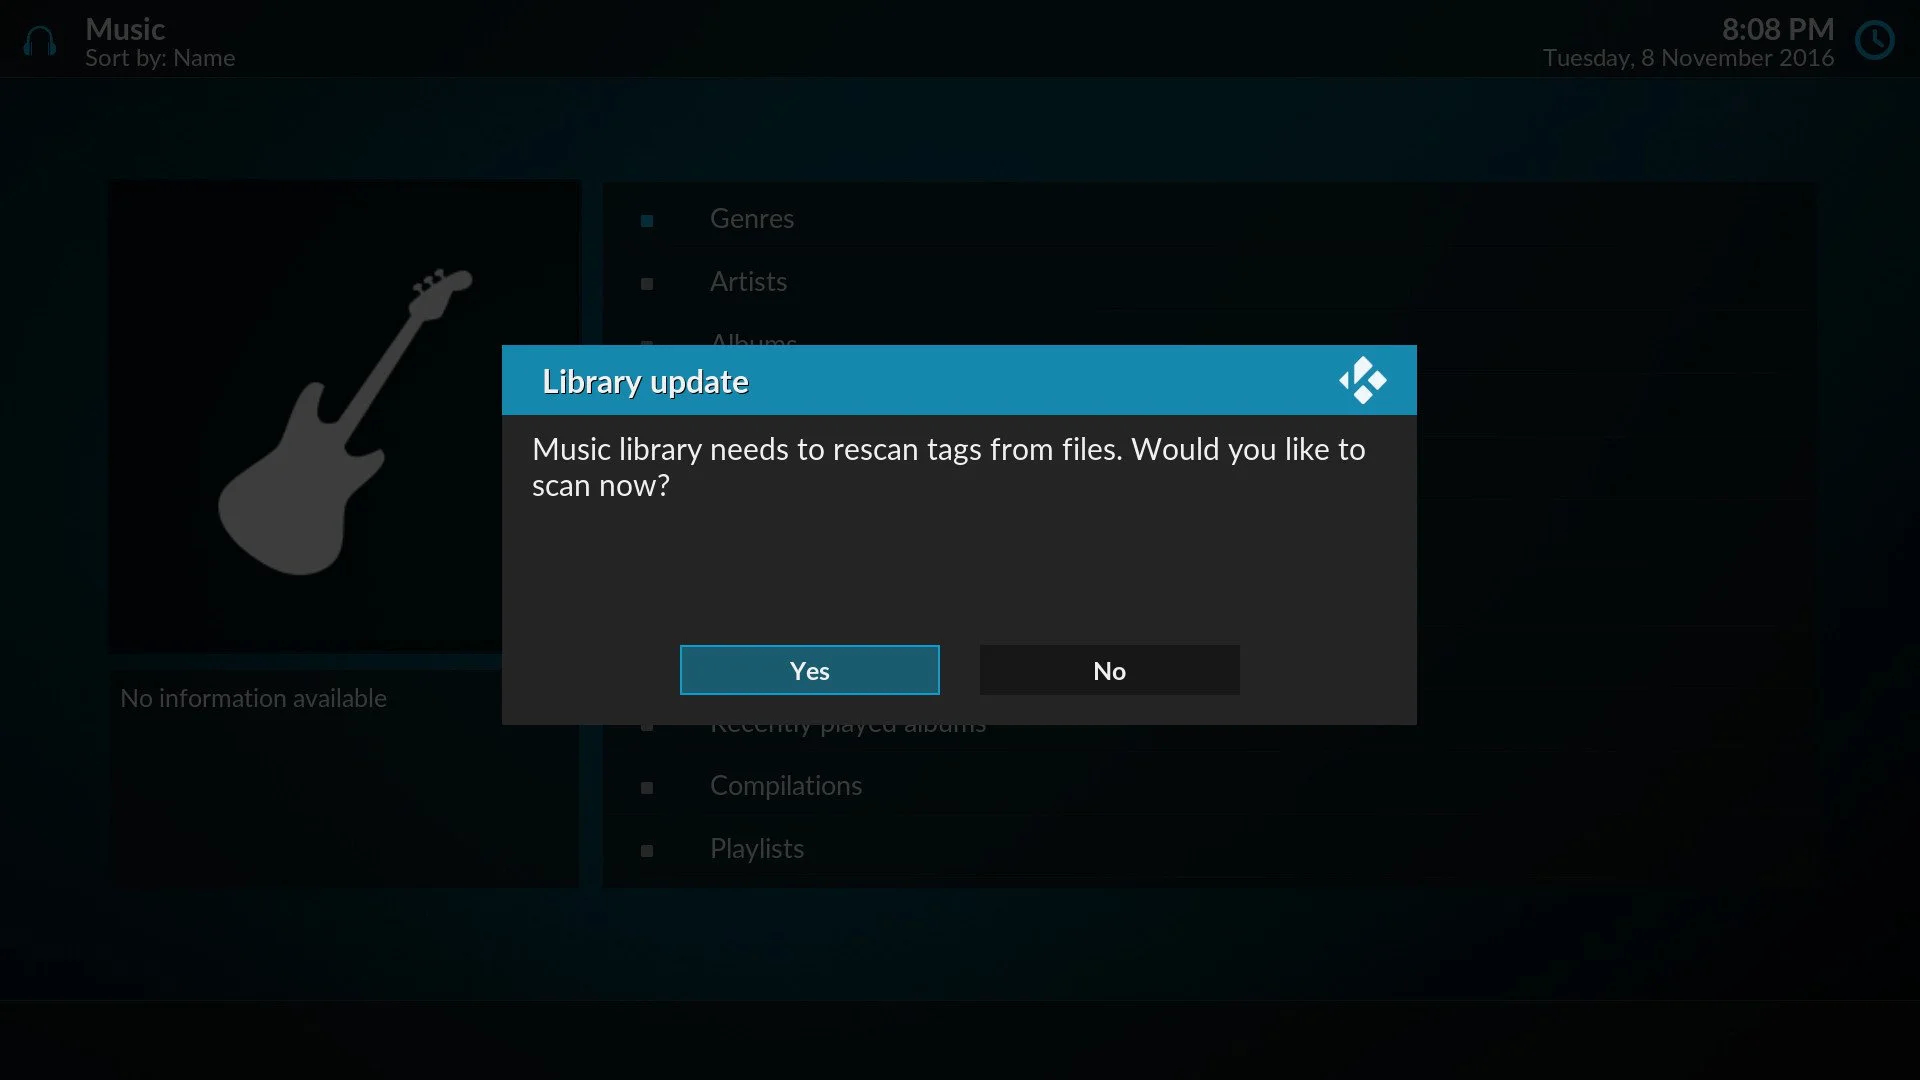 Music
Sort by: Name
8:08 PM
Tuesday, 8 November 2016
Genres
Artists
Albums
Library update
Music library needs to rescan tags from files. Would you like to
scan now?
Yes
No
No information available
Recently played albums
Compilations
Playlists